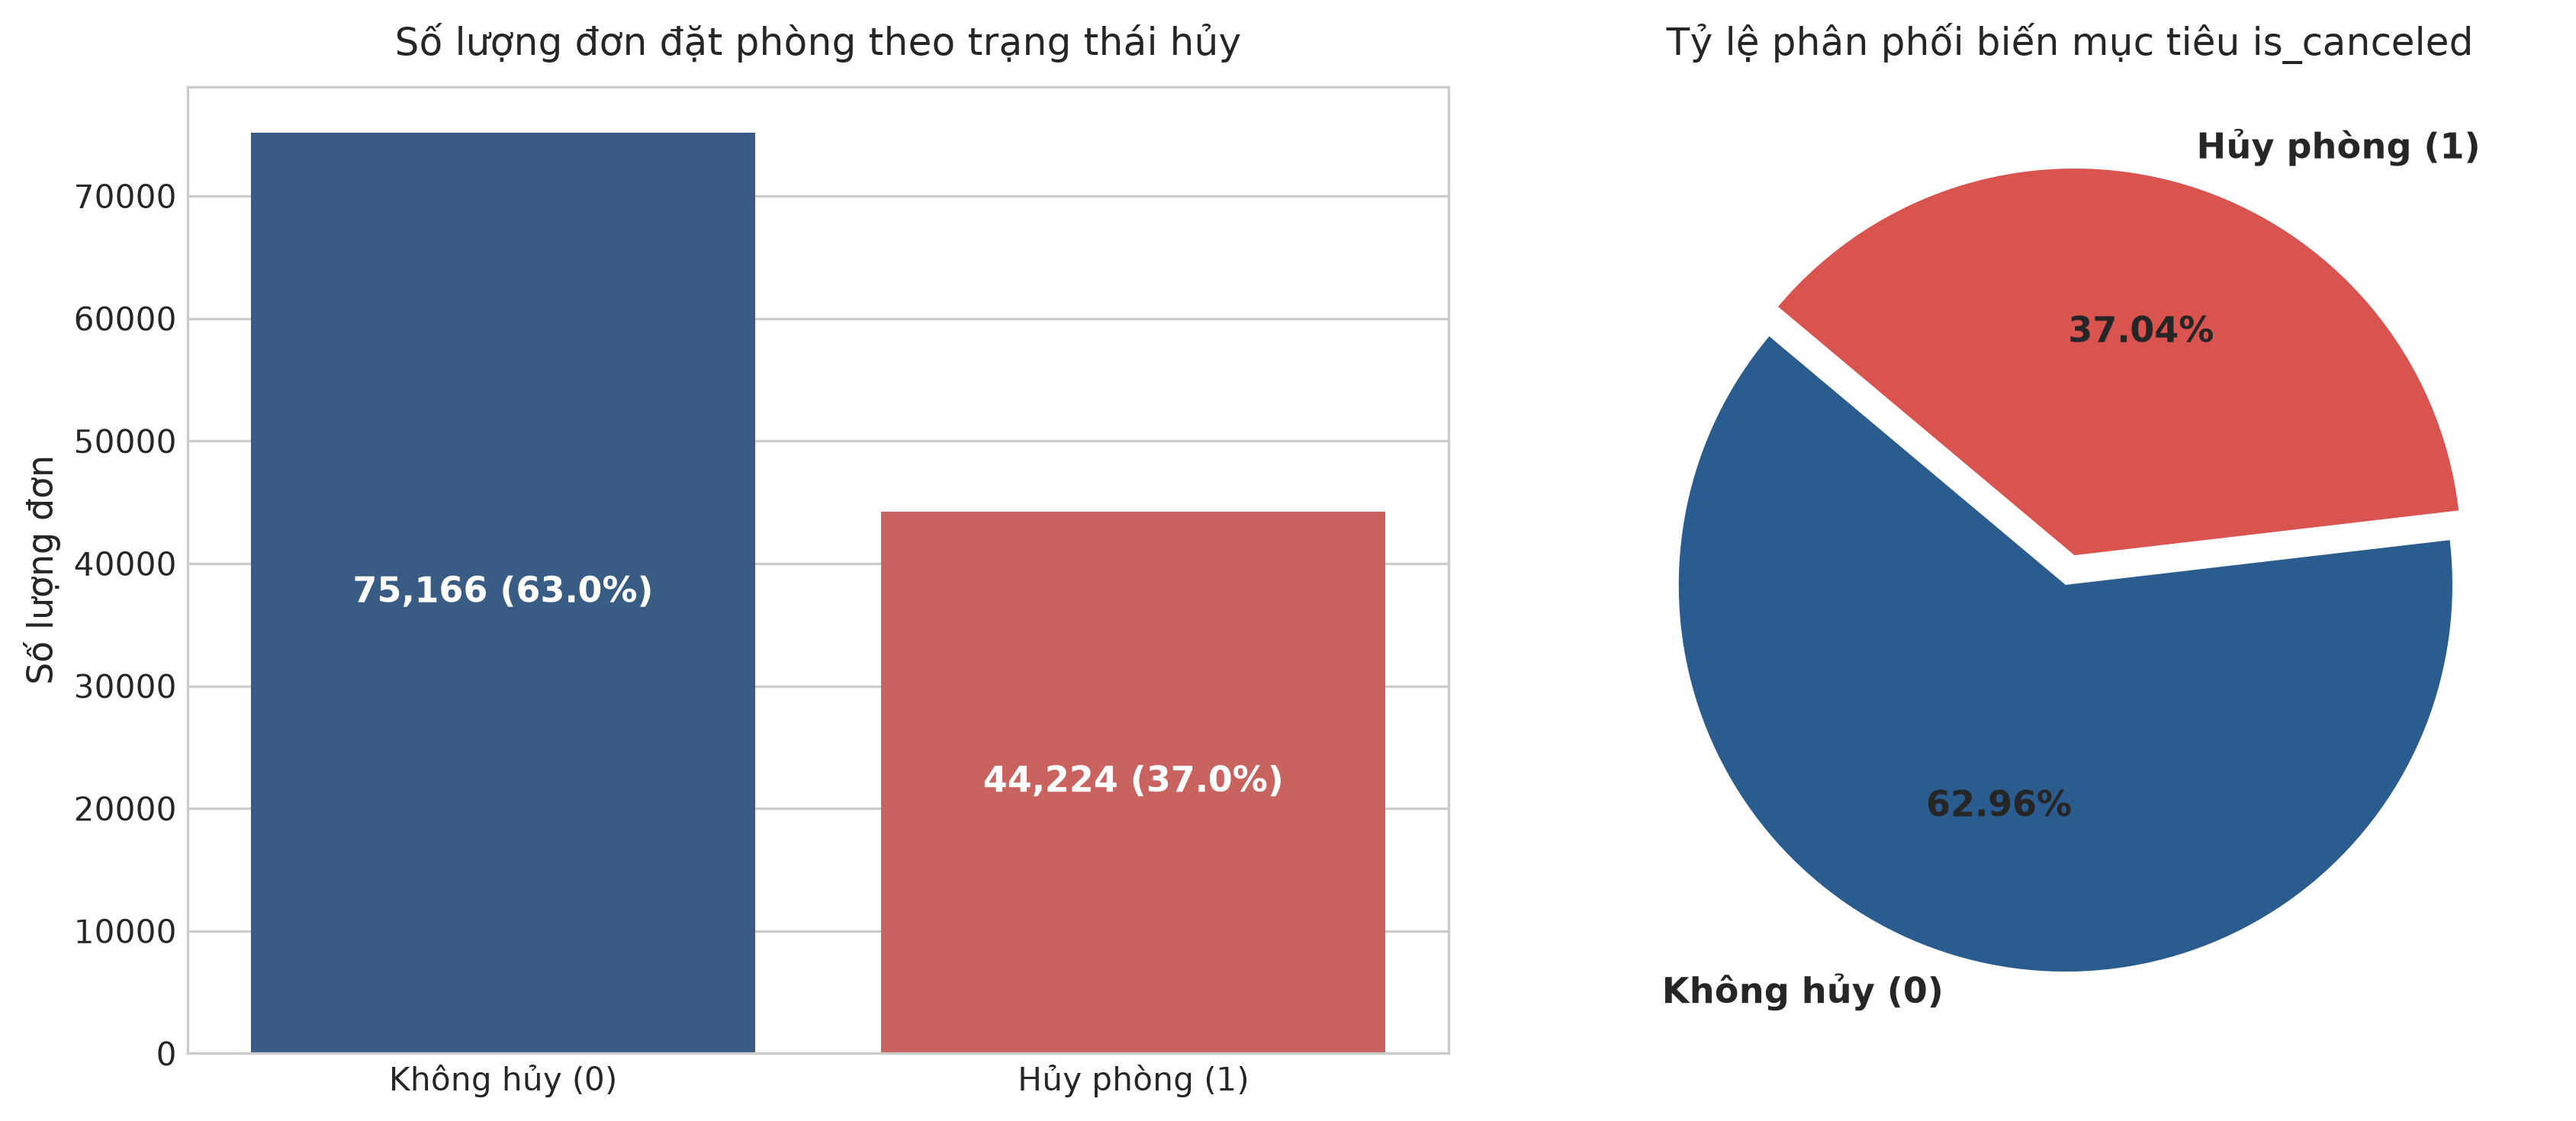 Số lượng đơn đặt phòng theo trạng thái hủy
Số lượng đơn
70000
60000
50000
40000
30000
20000
10000
0
75,166 (63.0%)
44,224 (37.0%)
Không hủy (0)
Hủy phòng (1)
Tỷ lệ phân phối biến mục tiêu is_canceled
Hủy phòng (1)
37.04%
62.96%
Không hủy (0)